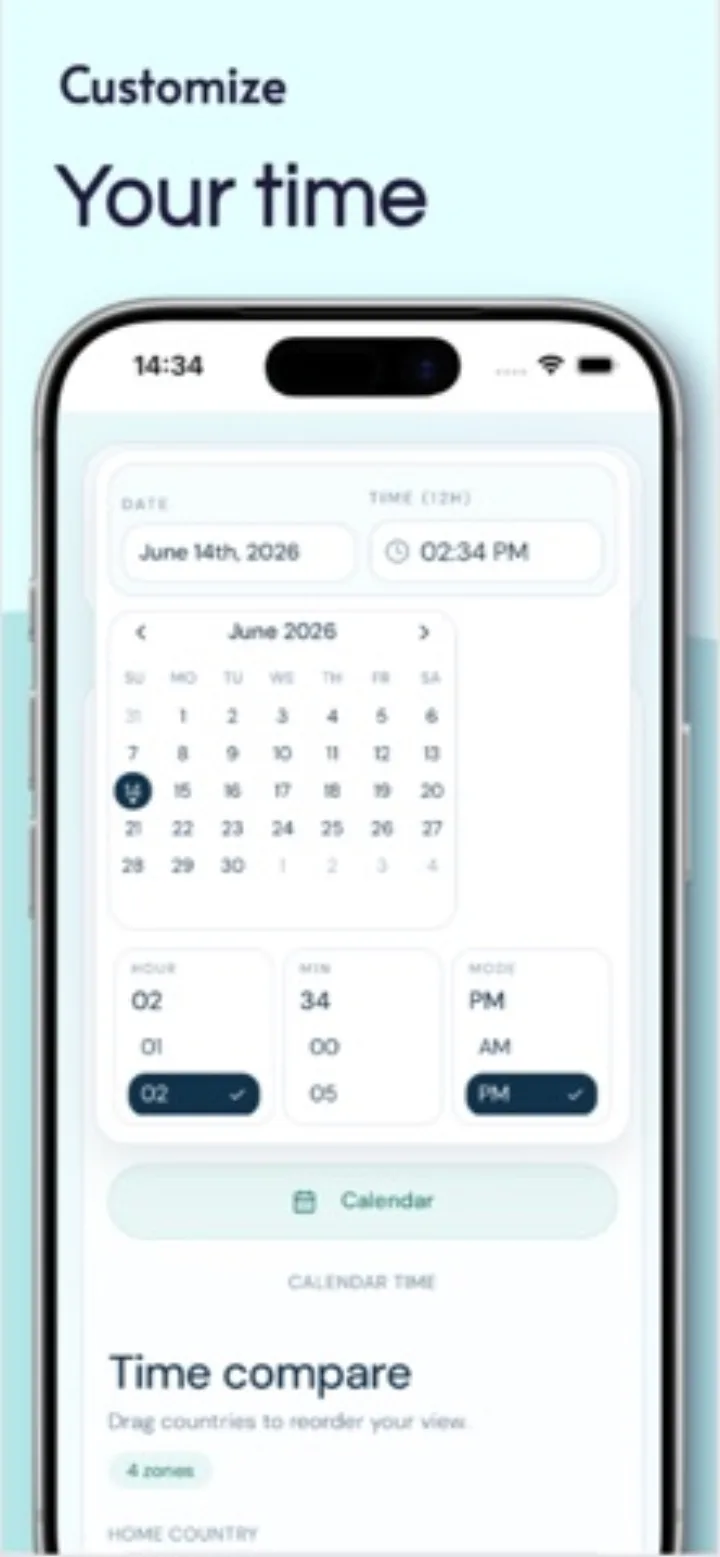 Customize
Your time
14:34
DATE
TIME (12H)
June 14th, 2026
02:34 PM
June 2026
SU MO TU WE TH FR SA
31 1 2 3 4 5 6
7 8 9 10 11 12 13
14 15 16 17 18 19 20
21 22 23 24 25 26 27
28 29 30 1 2 3 4
HOUR MIN MODE
02 34 PM
01 00 AM
02 05 PM
Calendar
CALENDAR TIME
Time compare
Drag countries to reorder your view.
4 zones
HOME COUNTRY